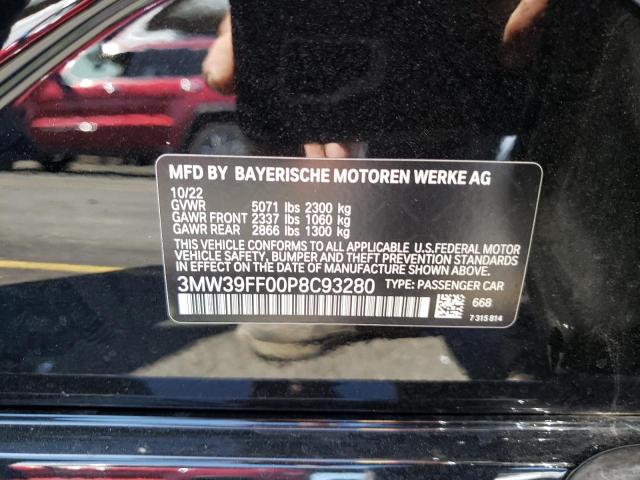 MFD BY BAYERISCHE MOTOREN WERKE AG
10/22
GVWR 5071 lbs 2300 kg
GAWR FRONT 2337 lbs 1060 kg
GAWR REAR 2866 lbs 1300 kg
THIS VEHICLE CONFORMS TO ALL APPLICABLE U.S.FEDERAL MOTOR
VEHICLE SAFETY, BUMPER AND THEFT PREVENTION STANDARDS
IN EFFECT ON THE DATE OF MANUFACTURE SHOWN ABOVE.
3MW39FF00P8C93280 TYPE: PASSENGER CAR
668
7 315 814